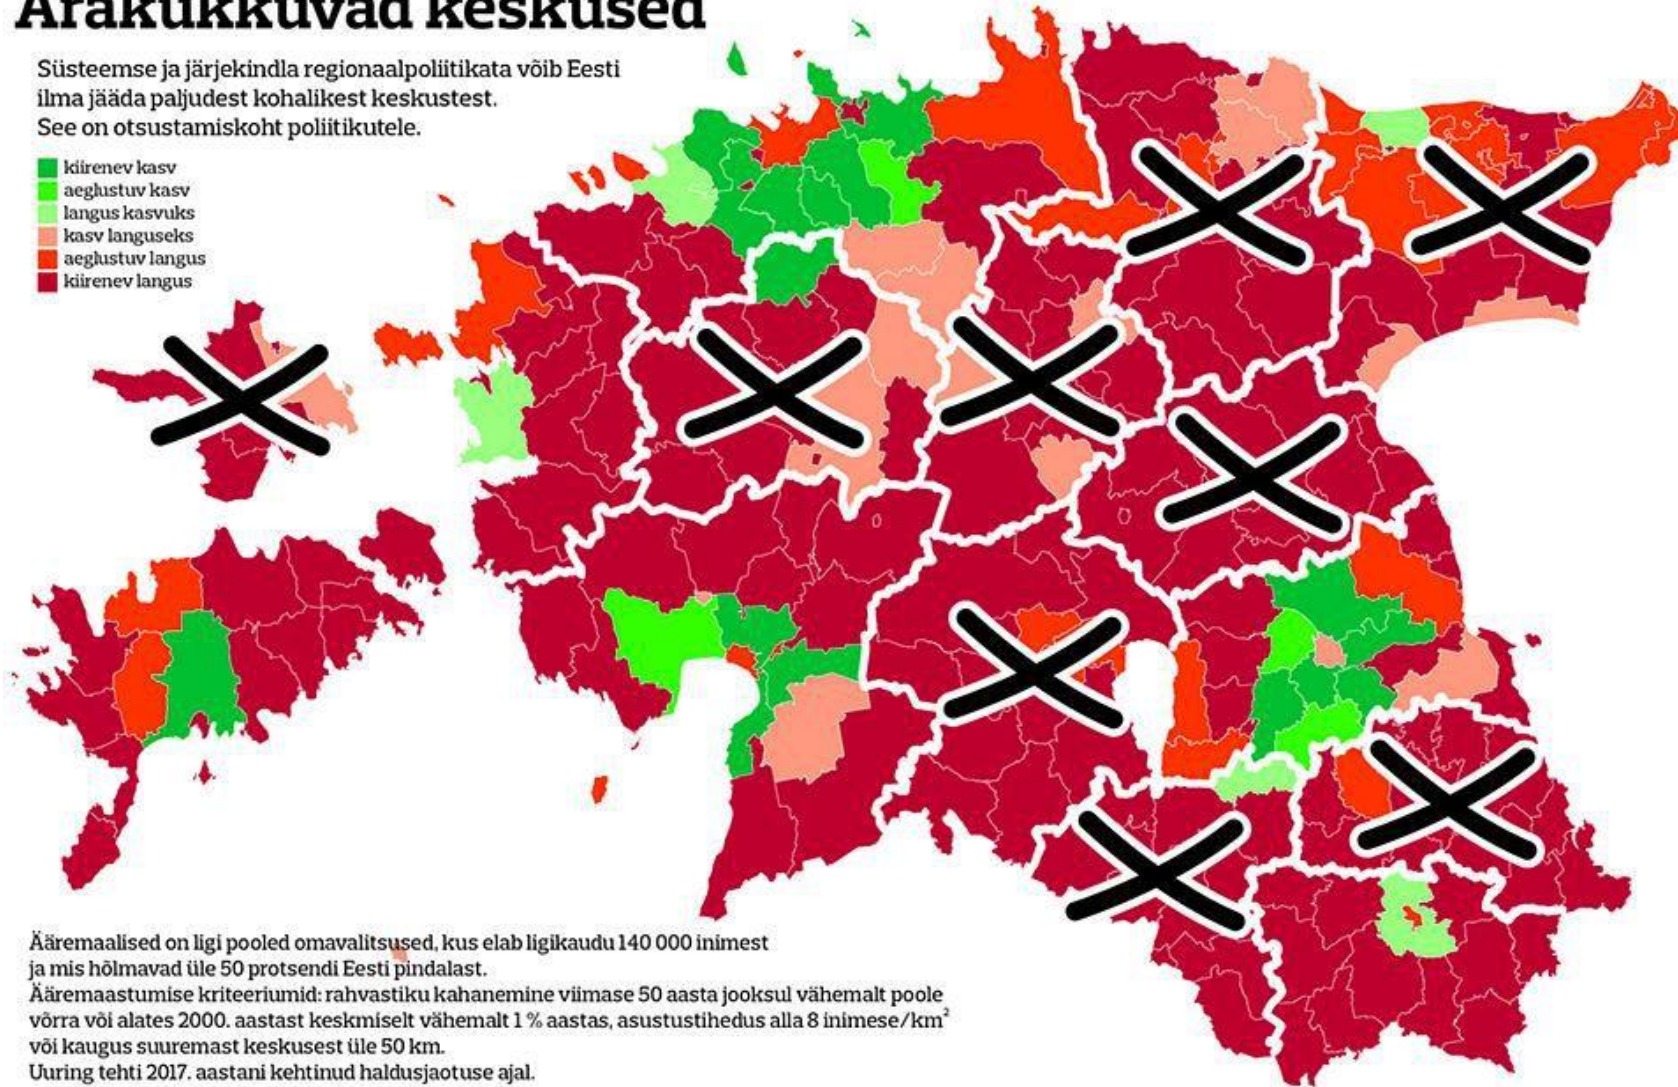 Ärakukkuvad keskused
Süsteemse ja järjekindla regionaalpoliitikata võib Eesti
ilma jääda paljudest kohalikest keskustest.
See on otsustamiskoht poliitikutele.
kiirenev kasv
aeglustuv kasv
langus kasvuks
kasv languseks
aeglustuv langus
kiirenev langus
Ääremaalised on ligi pooled omavalitsused, kus elab ligikaudu 140 000 inimest
ja mis hõlmavad üle 50 protsendi Eesti pindalast.
Ääremaastumise kriteeriumid: rahvastiku kahanemine viimase 50 aasta jooksul vähemalt poole
võrra või alates 2000. aastast keskmiselt vähemalt 1 % aastas, asustustihedus alla 8 inimese/km²
või kaugus suuremast keskusest üle 50 km.
Uuring tehti 2017. aastani kehtinud haldusjaotuse ajal.